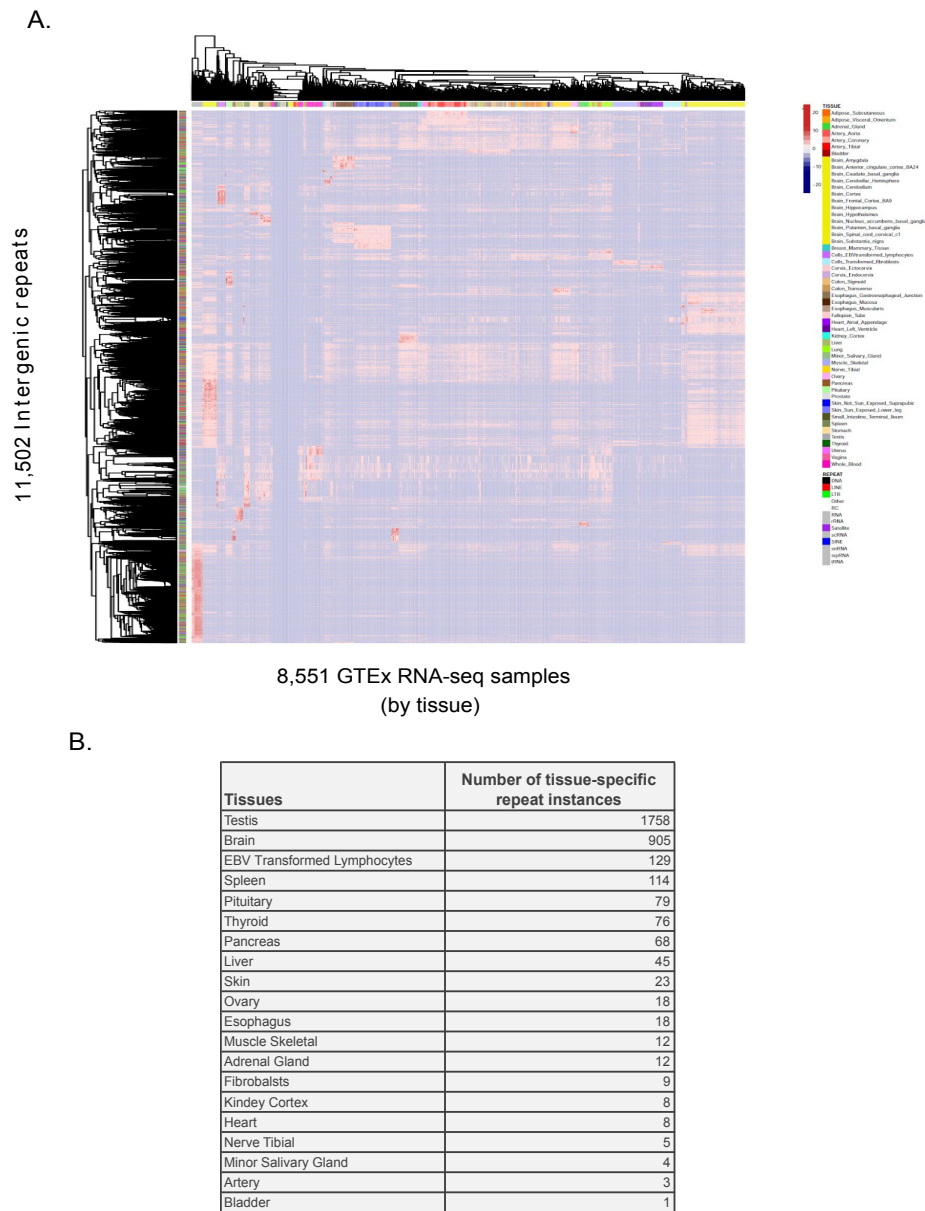 A.
20
10
0
-10
-20
TISSUE
Adipose_Subcutaneous
Adipose_Visceral_Omentum
Adrenal_Gland
Artery_Aorta
Artery_Coronary
Artery_Tibial
Bladder
Brain_Amygdala
Brain_Anterior_cingulate_cortex_BA24
Brain_Caudate_basal_ganglia
Brain_Cerebellar_Hemisphere
Brain_Cerebellum
Brain_Cortex
Brain_Frontal_Cortex_BA9
Brain_Hippocampus
Brain_Hypothalamus
Brain_Nucleus_accumbens_basal_gangli
Brain_Putamen_basal_ganglia
Brain_Spinal_cord_cervical_c1
Brain_Substantia_nigra
Breast_Mammary_Tissue
Cells_EBVtransformed_lymphocytes
Cells_Transformed_fibroblasts
Cervix_Ectocervix
Cervix_Endocervix
Colon_Sigmoid
Colon_Transverse
Esophagus_Gastroesophageal_Junction
Esophagus_Mucosa
Esophagus_Muscularis
Fallopian_Tube
Heart_Atrial_Appendage
Heart_Left_Ventricle
Kidney_Cortex
Liver
Lung
Minor_Salivary_Gland
Muscle_Skeletal
Nerve_Tibial
Ovary
Pancreas
Pituitary
Prostate
Skin_Not_Sun_Exposed_Suprapubic
Skin_Sun_Exposed_Lower_leg
Small_Intestine_Terminal_Ileum
Spleen
Stomach
Testis
Thyroid
Uterus
Vagina
Whole_Blood
REPEAT
DNA
LINE
LTR
Other
RC
RNA
rRNA
Satellite
scRNA
SINE
snRNA
srpRNA
tRNA
11,502 Intergenic repeats
8,551 GTEx RNA-seq samples
(by tissue)
B.
Tissues Number of tissue-specific repeat instances
Testis 1758
Brain 905
EBV Transformed Lymphocytes 129
Spleen 114
Pituitary 79
Thyroid 76
Pancreas 68
Liver 45
Skin 23
Ovary 18
Esophagus 18
Muscle Skeletal 12
Adrenal Gland 12
Fibrobalsts 9
Kindey Cortex 8
Heart 8
Nerve Tibial 5
Minor Salivary Gland 4
Artery 3
Bladder 1